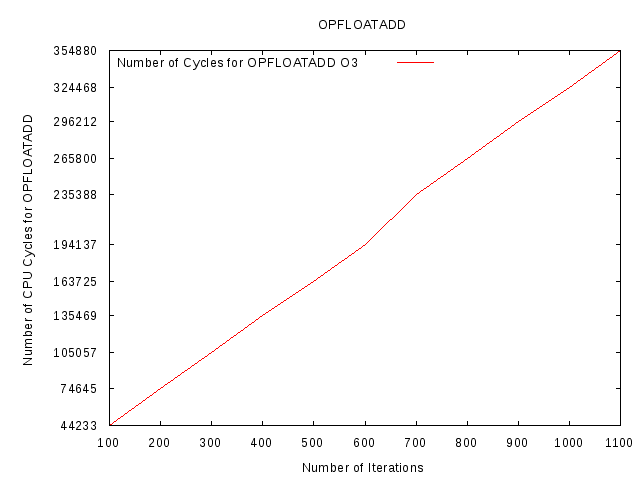 OPFLOATADD
Number of Cycles for OPFLOATADD O3
Number of CPU Cycles for OPFLOATADD
354880
324468
296212
265800
235388
194137
163725
135469
105057
74645
44233
100 200 300 400 500 600 700 800 900 1000 1100
Number of Iterations